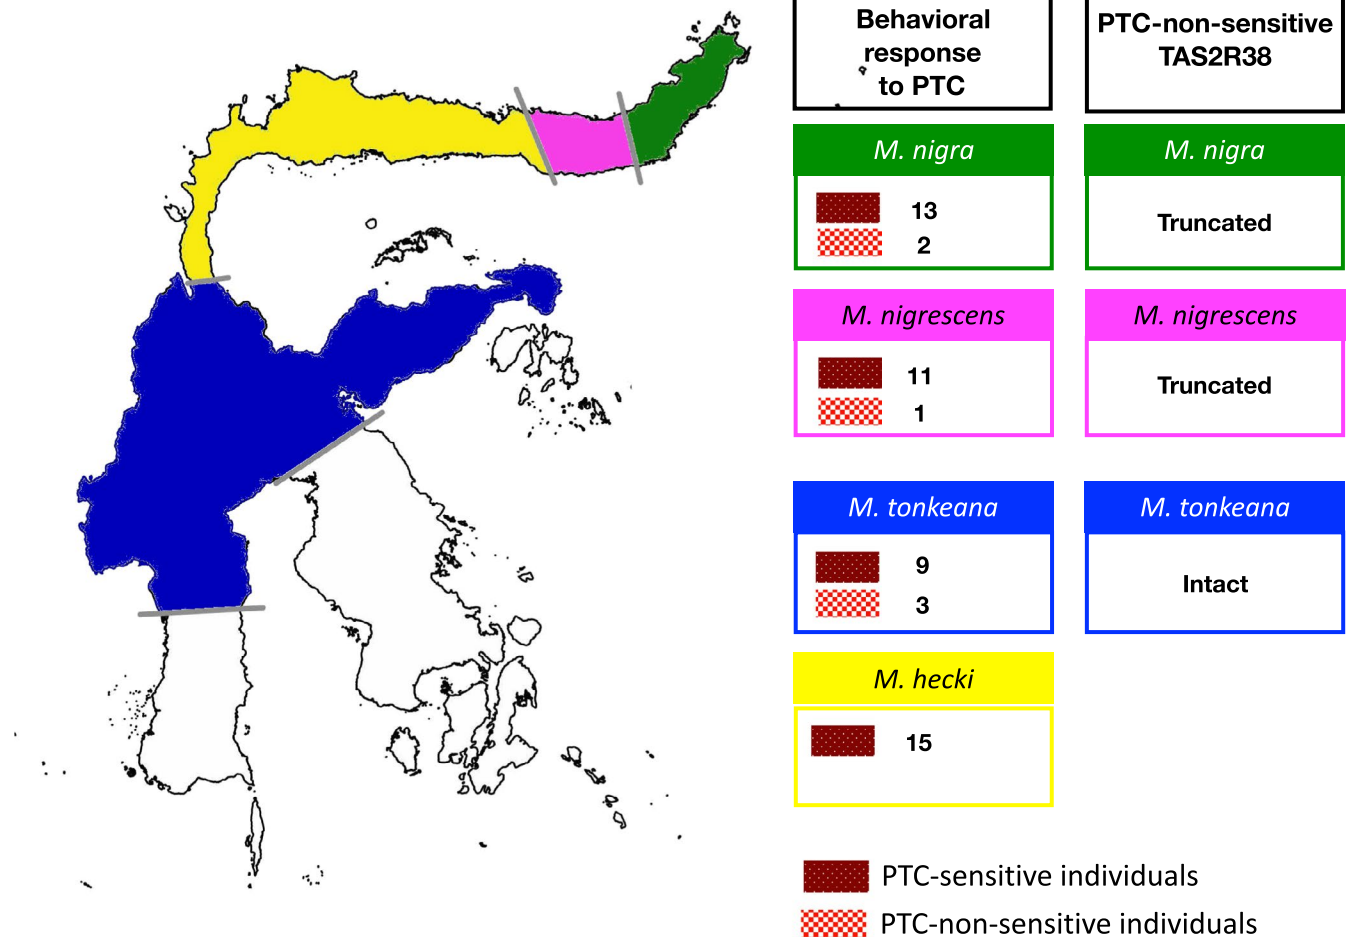 Behavioral
response
to PTC
PTC-non-sensitive
TAS2R38
M. nigra
M. nigra
13
2
Truncated
M. nigrescens
M. nigrescens
11
1
Truncated
M. tonkeana
M. tonkeana
9
3
Intact
M. hecki
15
PTC-sensitive individuals
PTC-non-sensitive individuals